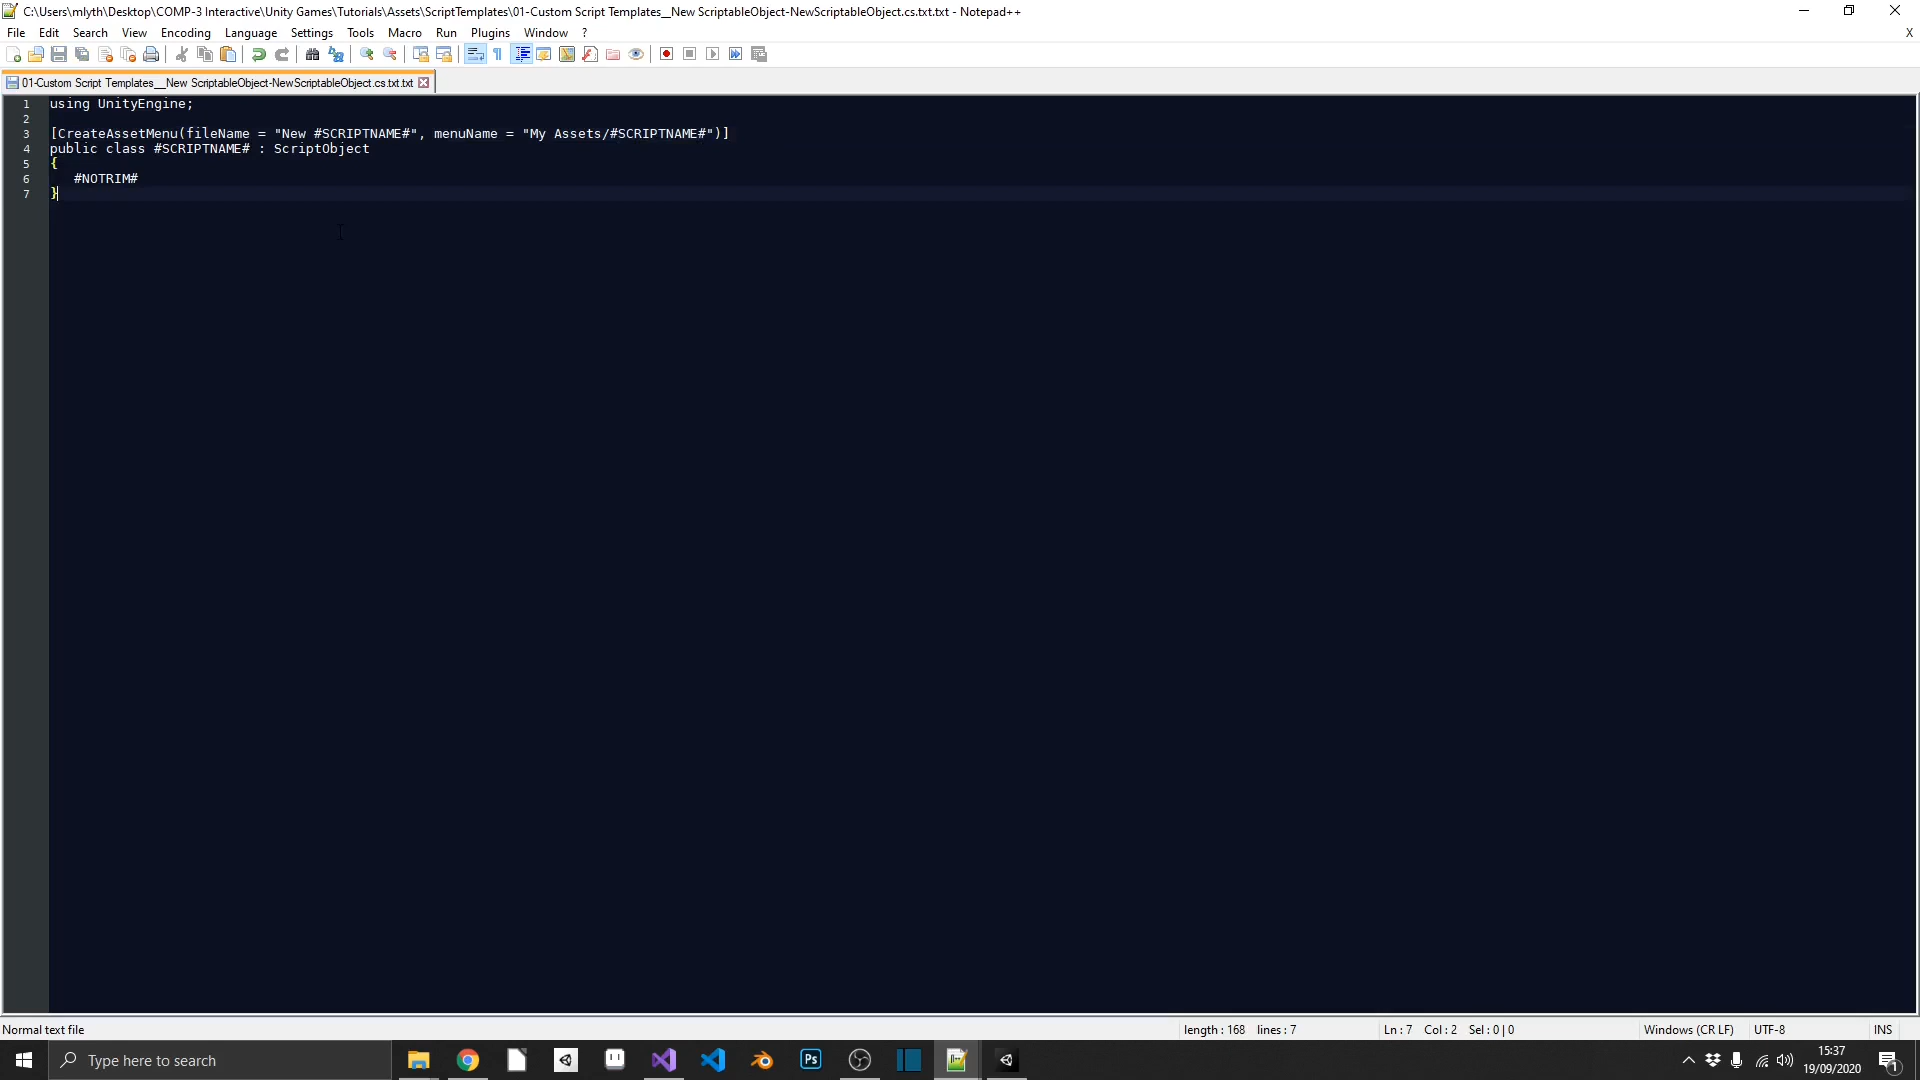 C:\Users\mlyth\Desktop\COMP-3 Interactive\Unity Games\Tutorials\Assets\ScriptTemplates\01-Custom Script Templates__New ScriptableObject-NewScriptableObject.cs.txt.txt - Notepad++
File Edit Search View Encoding Language Settings Tools Macro Run Plugins Window ? X
01-Custom Script Templates__New ScriptableObject-NewScriptableObject.cs.txt.txt
1 using UnityEngine;
2
3 [CreateAssetMenu(fileName = "New #SCRIPTNAME#", menuName = "My Assets/#SCRIPTNAME#")]
4 public class #SCRIPTNAME# : ScriptObject
5 {
6 #NOTRIM#
7 }
Normal text file length : 168 lines : 7 Ln : 7 Col : 2 Sel : 0 | 0 Windows (CR LF) UTF-8 INS
Type here to search Ps 15:37
19/09/2020 1